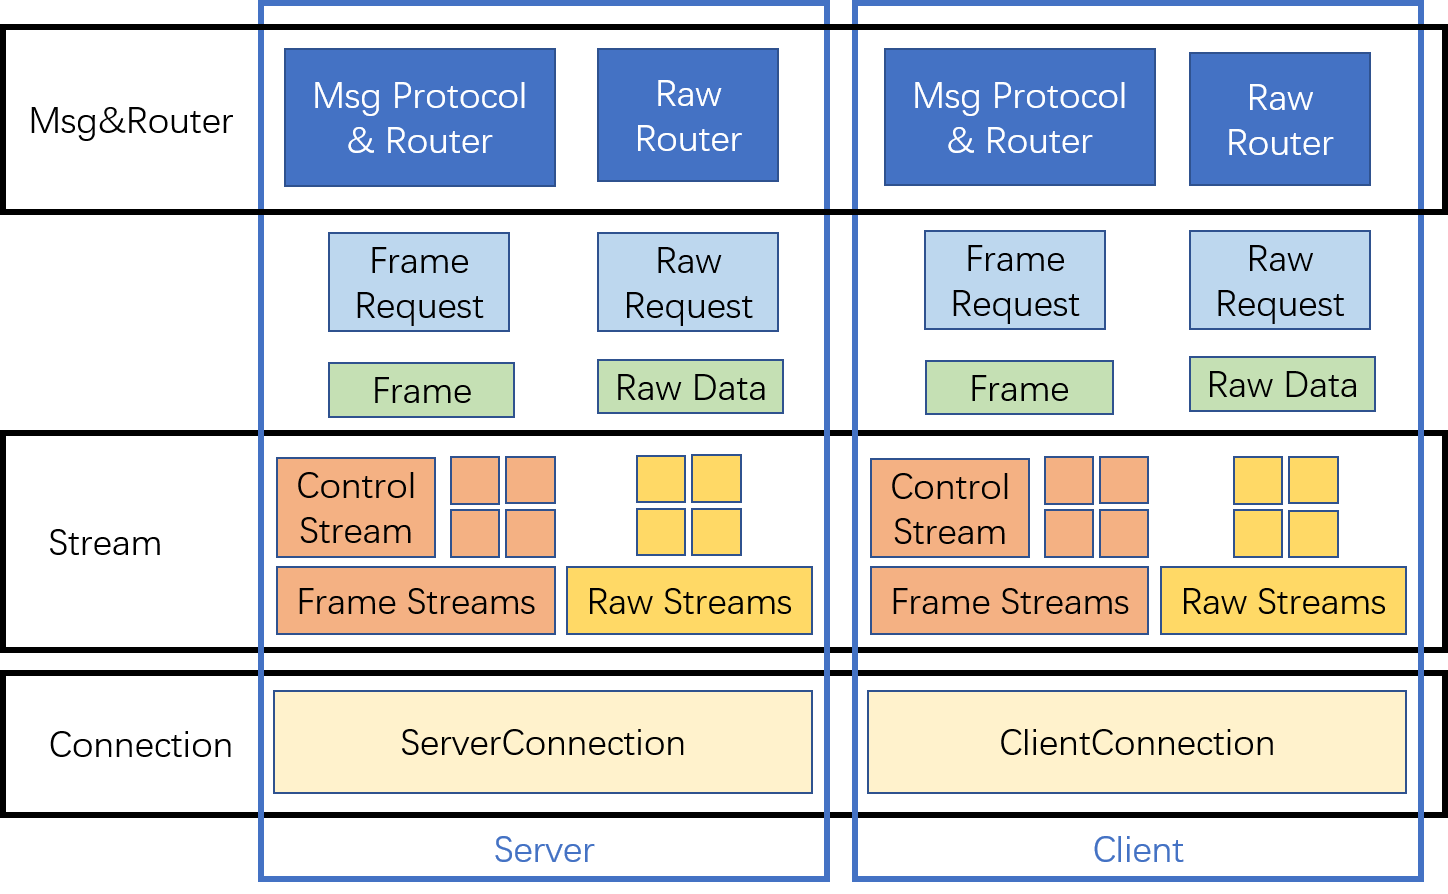 Msg&Router
Msg Protocol
& Router
Raw
Router
Msg Protocol
& Router
Raw
Router
Frame
Request
Raw
Request
Frame
Request
Raw
Request
Frame
Raw Data
Frame
Raw Data
Stream
Control
Stream
Frame Streams
Raw Streams
Control
Stream
Frame Streams
Raw Streams
Connection
ServerConnection
ClientConnection
Server
Client